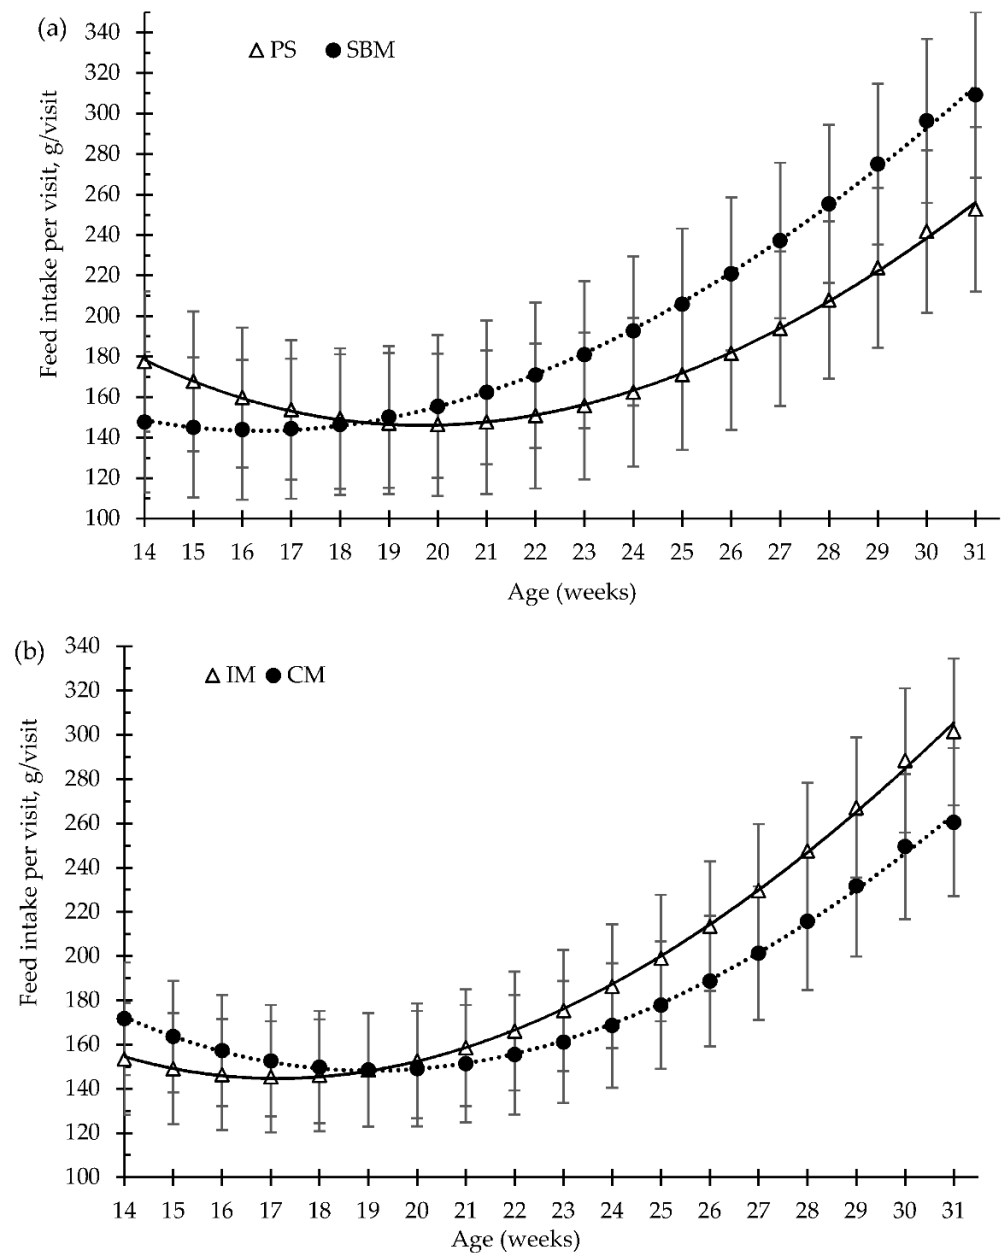 (a)
PS SBM
Feed intake per visit, g/visit
340
320
300
280
260
240
220
200
180
160
140
120
100
14 15 16 17 18 19 20 21 22 23 24 25 26 27 28 29 30 31
Age (weeks)
(b)
IM CM
Feed intake per visit, g/visit
340
320
300
280
260
240
220
200
180
160
140
120
100
14 15 16 17 18 19 20 21 22 23 24 25 26 27 28 29 30 31
Age (weeks)